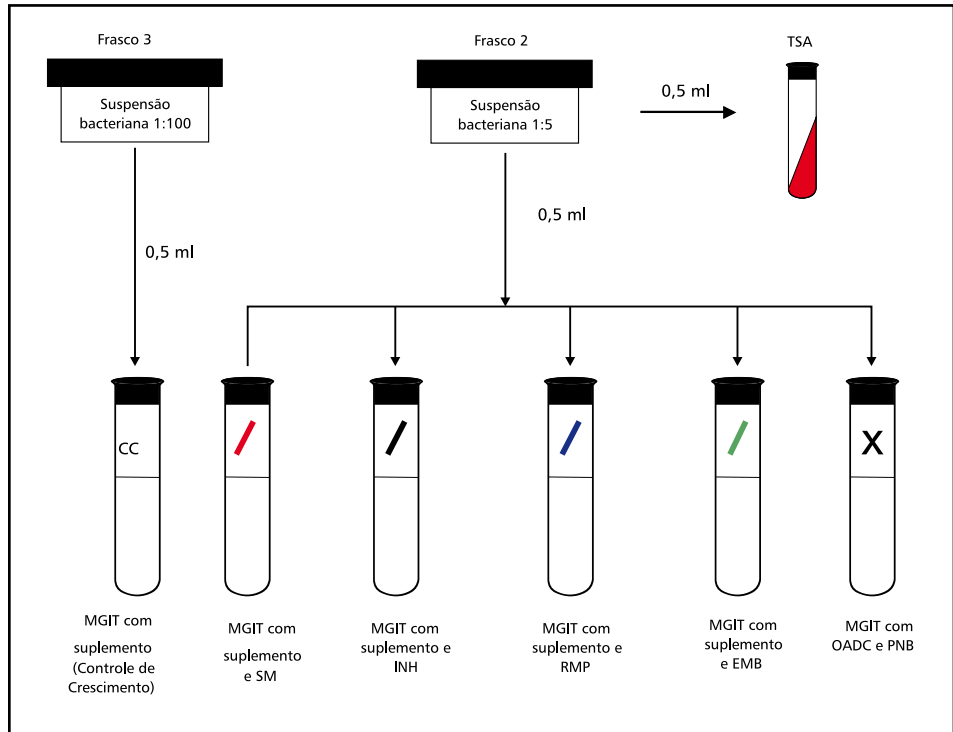 Frasco 3
Suspensão
bacteriana 1:100
Frasco 2
Suspensão
bacteriana 1:5
0,5 ml
TSA
0,5 ml
0,5 ml
CC
X
MGIT com
suplemento
(Controle de
Crescimento)
MGIT com
suplemento
e SM
MGIT com
suplemento e
INH
MGIT com
suplemento e
RMP
MGIT com
suplemento
e EMB
MGIT com
OADC e PNB